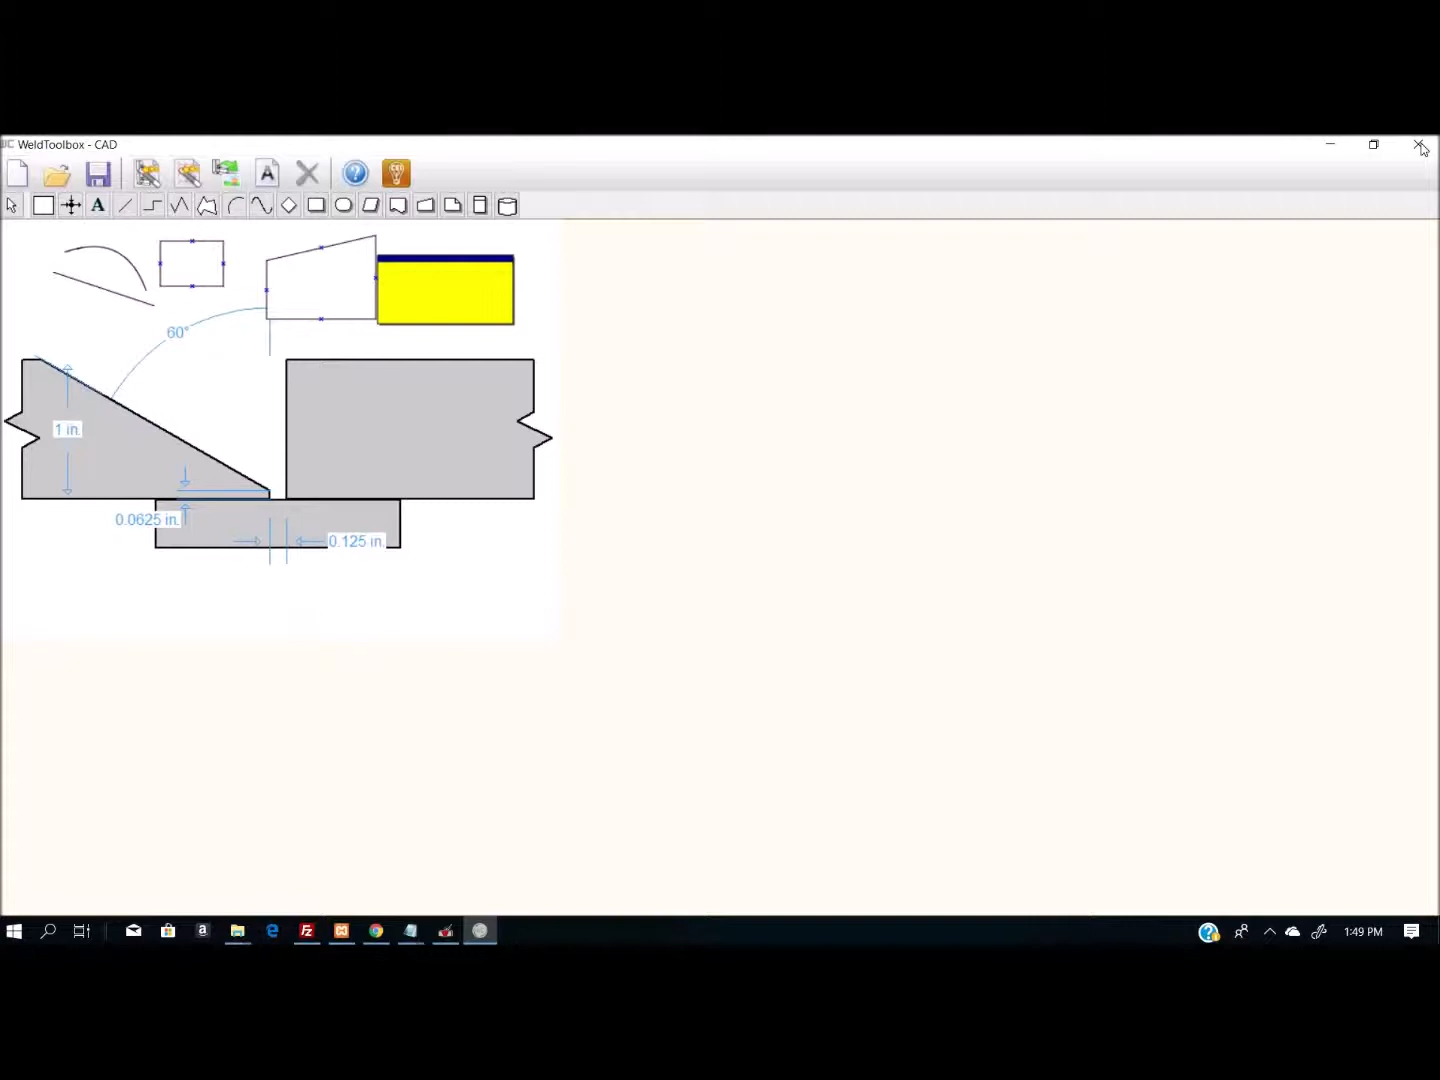 WeldToolbox - CAD
A
A
60°
1 in.
0.0625 in.
0.125 in.
1:49 PM